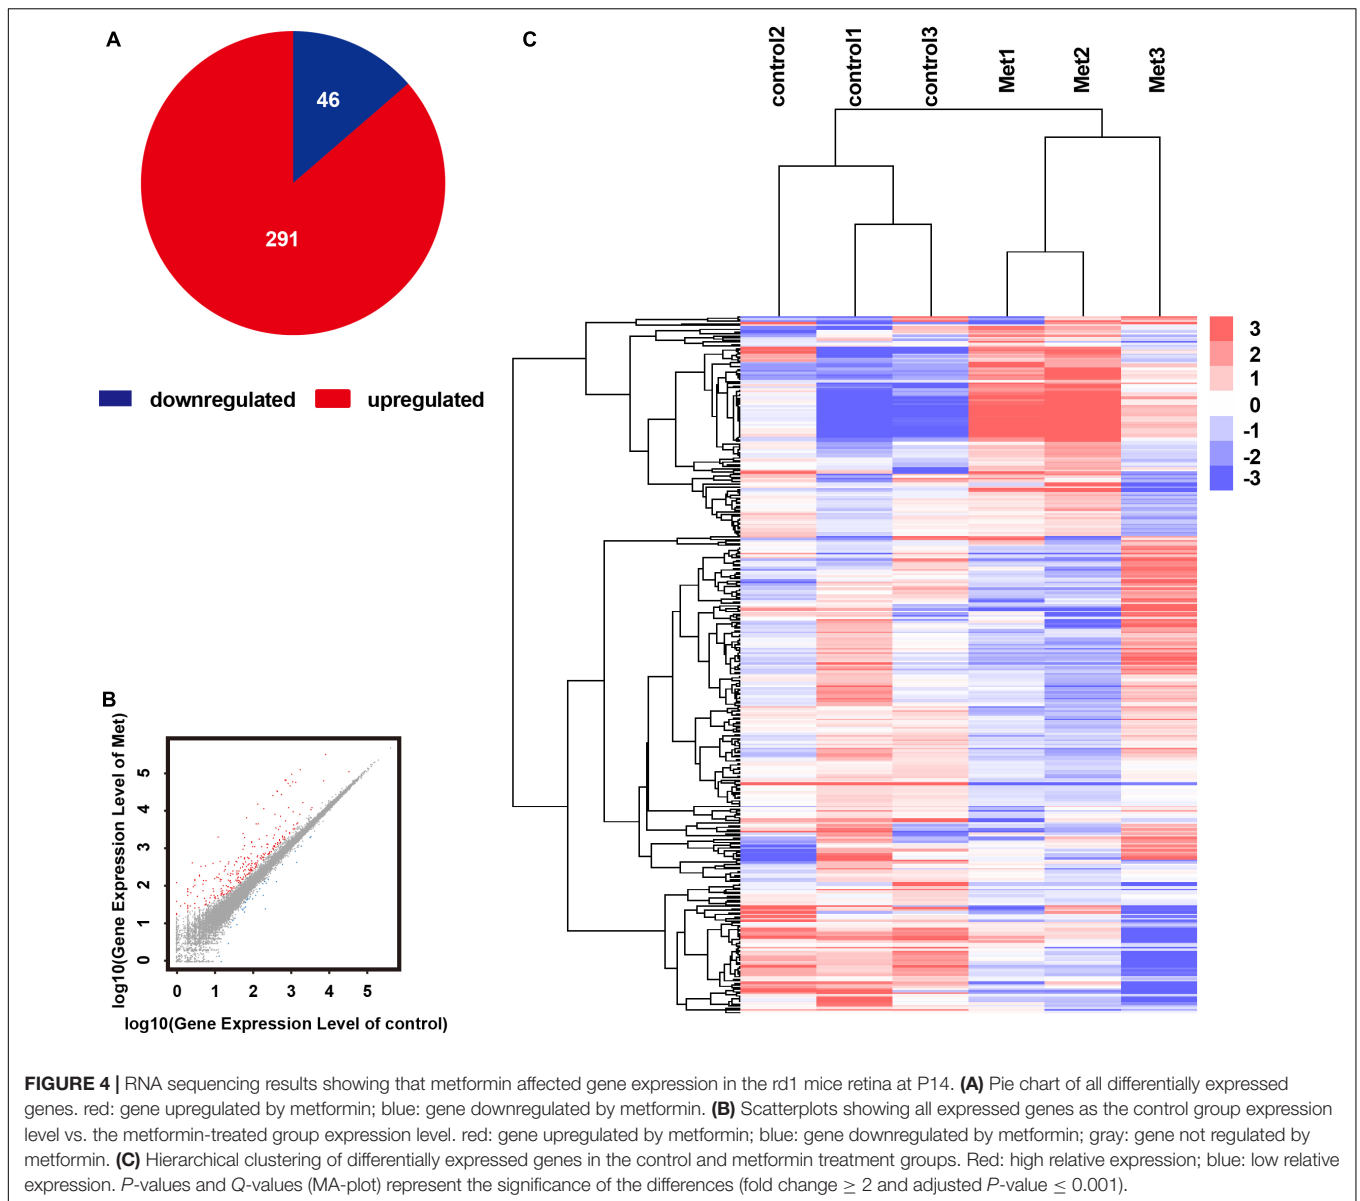 A
46
291
downregulated upregulated
B
log10(Gene Expression Level of Met)
5
4
3
2
1
0
0 1 2 3 4 5
log10(Gene Expression Level of control)
C
control2 control1 control3 Met1 Met2 Met3
3
2
1
0
-1
-2
-3
FIGURE 4 | RNA sequencing results showing that metformin affected gene expression in the rd1 mice retina at P14. (A) Pie chart of all differentially expressed
genes. red: gene upregulated by metformin; blue: gene downregulated by metformin. (B) Scatterplots showing all expressed genes as the control group expression
level vs. the metformin-treated group expression level. red: gene upregulated by metformin; blue: gene downregulated by metformin; gray: gene not regulated by
metformin. (C) Hierarchical clustering of differentially expressed genes in the control and metformin treatment groups. Red: high relative expression; blue: low relative
expression. P-values and Q-values (MA-plot) represent the significance of the differences (fold change ≥ 2 and adjusted P-value ≤ 0.001).